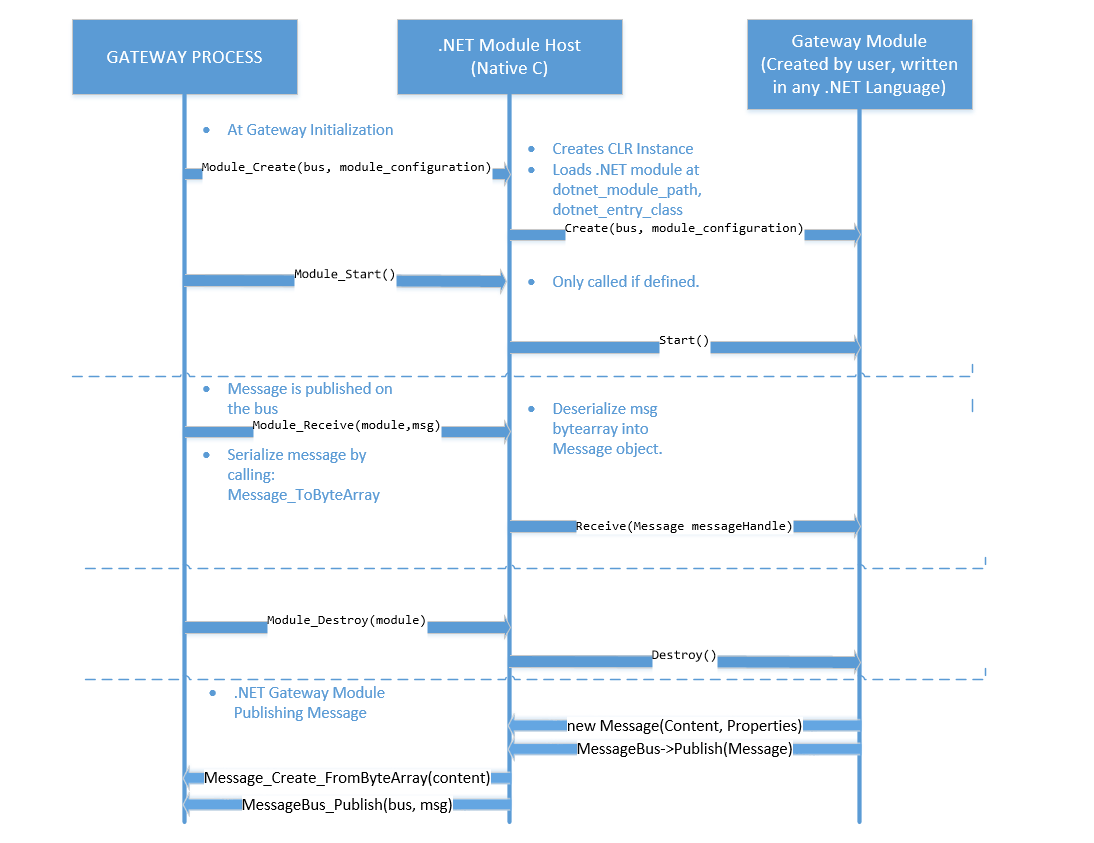 GATEWAY PROCESS
.NET Module Host
(Native C)
Gateway Module
(Created by user, written
in any .NET Language)
• At Gateway Initialization
Module_Create(bus, module_configuration)
• Creates CLR Instance
• Loads .NET module at
dotnet_module_path,
dotnet_entry_class
Create(bus, module_configuration)
Module_Start()
• Only called if defined.
Start()
• Message is published on
the bus
Module_Receive(module,msg)
• Serialize message by
calling:
Message_ToByteArray
• Deserialize msg
bytearray into
Message object.
Receive(Message messageHandle)
Module_Destroy(module)
Destroy()
• .NET Gateway Module
Publishing Message
new Message(Content, Properties)
MessageBus->Publish(Message)
Message_Create_FromByteArray(content)
MessageBus_Publish(bus, msg)